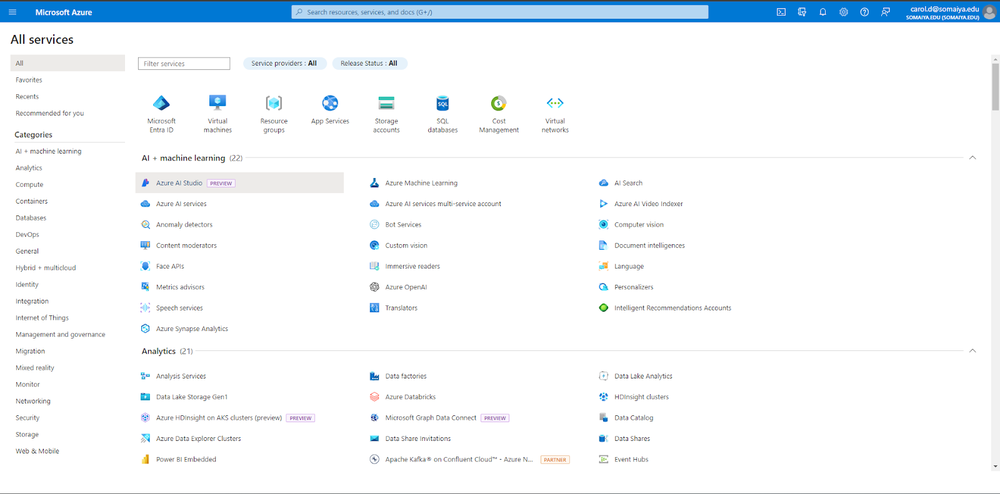 Microsoft Azure
Search resources, services, and docs (G+/)
carol.d@somaiya.edu
SOMAIYA.EDU (SOMAIYA.EDU)
All services
All
Favorites
Recents
Recommended for you
Categories
AI + machine learning
Analytics
Compute
Containers
Databases
DevOps
General
Hybrid + multicloud
Identity
Integration
Internet of Things
Management and governance
Migration
Mixed reality
Monitor
Networking
Security
Storage
Web & Mobile
Filter services
Service providers : All
Release Status : All
Microsoft
Entra ID
Virtual
machines
Resource
groups
App Services
Storage
accounts
SQL
SQL
databases
Cost
Management
Virtual
networks
AI + machine learning (22)
Azure AI Studio PREVIEW
Azure Machine Learning
AI Search
Azure AI services
Azure AI services multi-service account
Azure AI Video Indexer
Anomaly detectors
Bot Services
Computer vision
Content moderators
Custom vision
Document intelligences
Face APIs
Immersive readers
Language
Metrics advisors
Azure OpenAI
Personalizers
Speech services
Translators
Intelligent Recommendations Accounts
Azure Synapse Analytics
Analytics (21)
Analysis Services
Data factories
Data Lake Analytics
Data Lake Storage Gen1
Azure Databricks
HDInsight clusters
Azure HDInsight on AKS clusters (preview) PREVIEW
Microsoft Graph Data Connect PREVIEW
Data Catalog
Azure Data Explorer Clusters
Data Share Invitations
Data Shares
Power BI Embedded
Apache Kafka® on Confluent Cloud™ - Azure N... PARTNER
Event Hubs